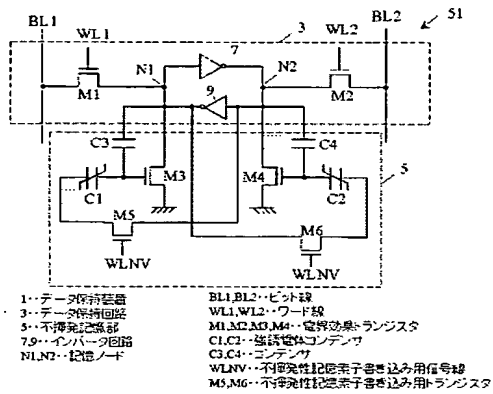 BL1
BL2
51
WL1
3
7
WL2
N1
N2
M1
9
M2
C3
C4
M3
M4
5
C1
C2
M5
M6
WLNV
WLNV
1‥データ保持装置
3‥データ保持回路
5‥不揮発記憶部
7,9‥インバータ回路
N1,N2‥記憶ノード
BL1,BL2‥ビット線
WL1,WL2‥ワード線
M1,M2,M3,M4‥電界効果トランジスタ
C1,C2‥強誘電体コンデンサ
C3,C4‥コンデンサ
WLNV‥不揮発性記憶素子書き込み用信号線
M5,M6‥不揮発性記憶素子書き込み用トランジスタ